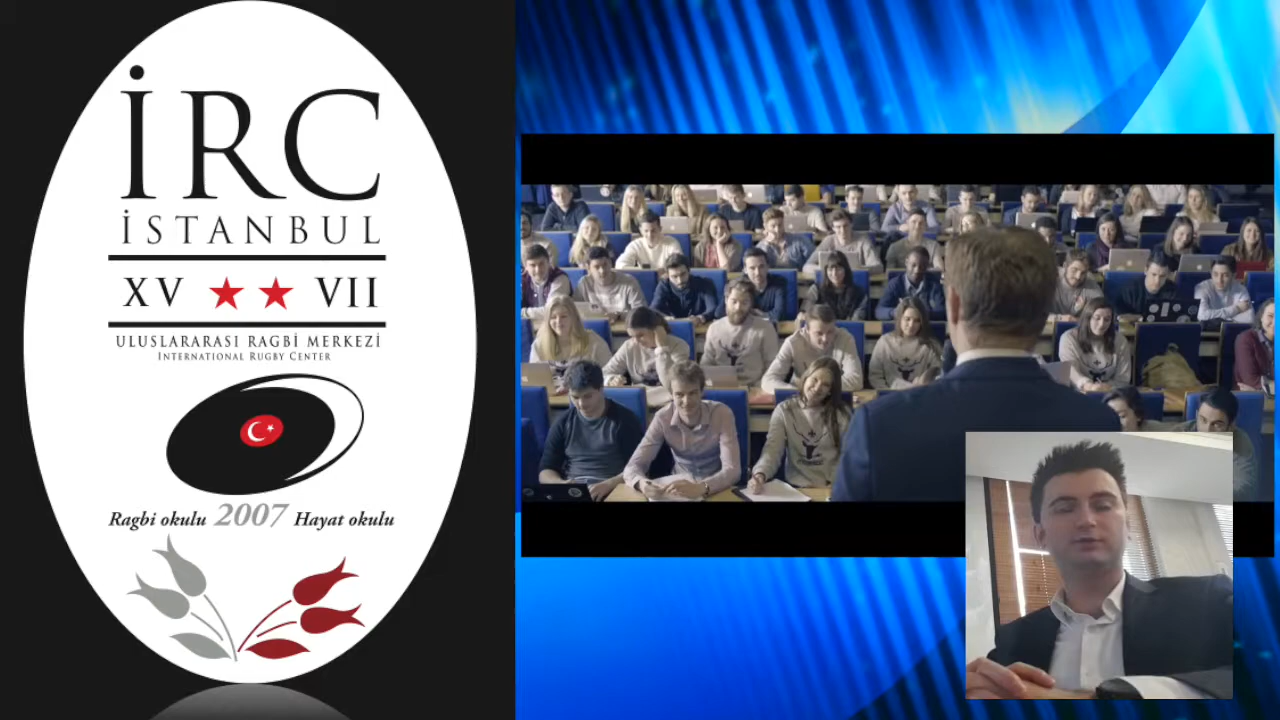 İRC
İSTANBUL
XV ★★ VII
ULUSLARARASI RAGBİ MERKEZİ
INTERNATIONAL RUGBY CENTER
Ragbi okulu 2007 Hayat okulu